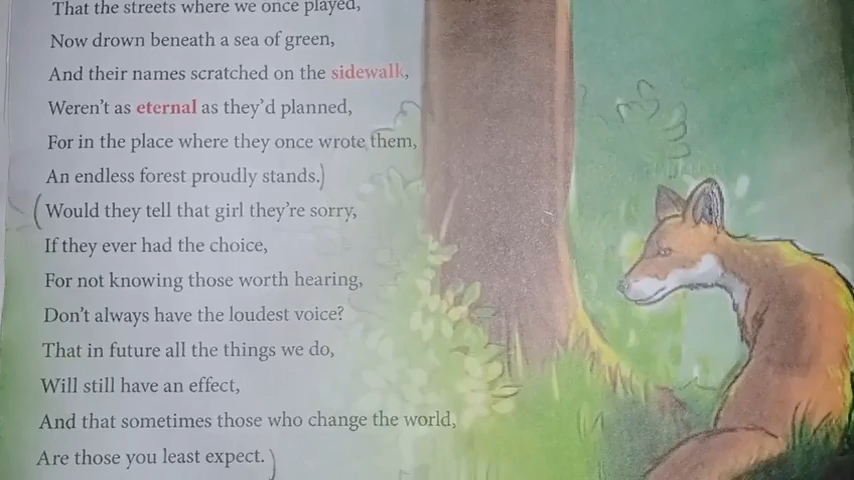 That the streets where we once played,
Now drown beneath a sea of green,
And their names scratched on the sidewalk,
Weren't as eternal as they'd planned,
For in the place where they once wrote them,
An endless forest proudly stands.)
(Would they tell that girl they're sorry,
If they ever had the choice,
For not knowing those worth hearing,
Don't always have the loudest voice?
That in future all the things we do,
Will still have an effect,
And that sometimes those who change the world,
Are those you least expect.)